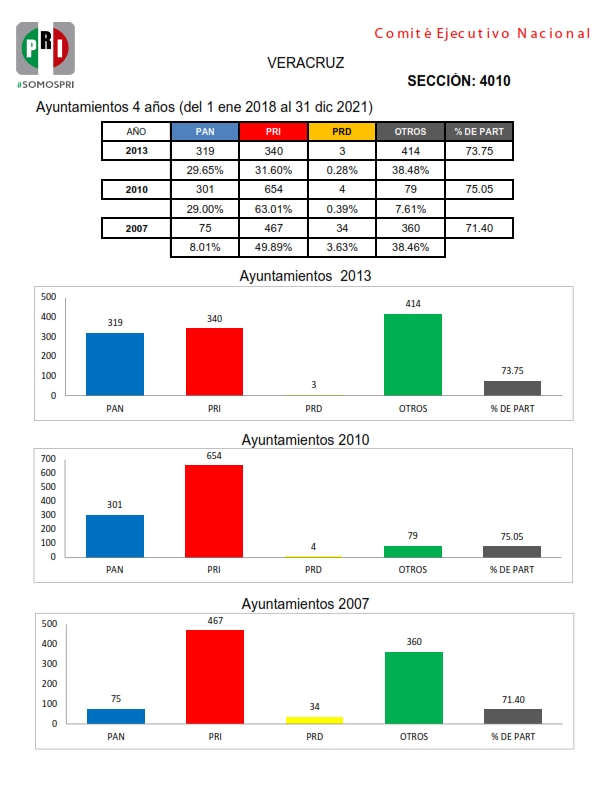 Comité Ejecutivo Nacional
PRI
#SOMOSPRI
VERACRUZ
SECCIÓN: 4010
Ayuntamientos 4 años (del 1 ene 2018 al 31 dic 2021)
AÑO PAN PRI PRD OTROS % DE PART
2013 319 340 3 414 73.75
29.65% 31.60% 0.28% 38.48%
2010 301 654 4 79 75.05
29.00% 63.01% 0.39% 7.61%
2007 75 467 34 360 71.40
8.01% 49.89% 3.63% 38.46%
Ayuntamientos 2013
500
400
300
200
100
0
319 340 3 414 73.75
PAN PRI PRD OTROS % DE PART
Ayuntamientos 2010
700
600
500
400
300
200
100
0
301 654 4 79 75.05
PAN PRI PRD OTROS % DE PART
Ayuntamientos 2007
500
400
300
200
100
0
75 467 34 360 71.40
PAN PRI PRD OTROS % DE PART